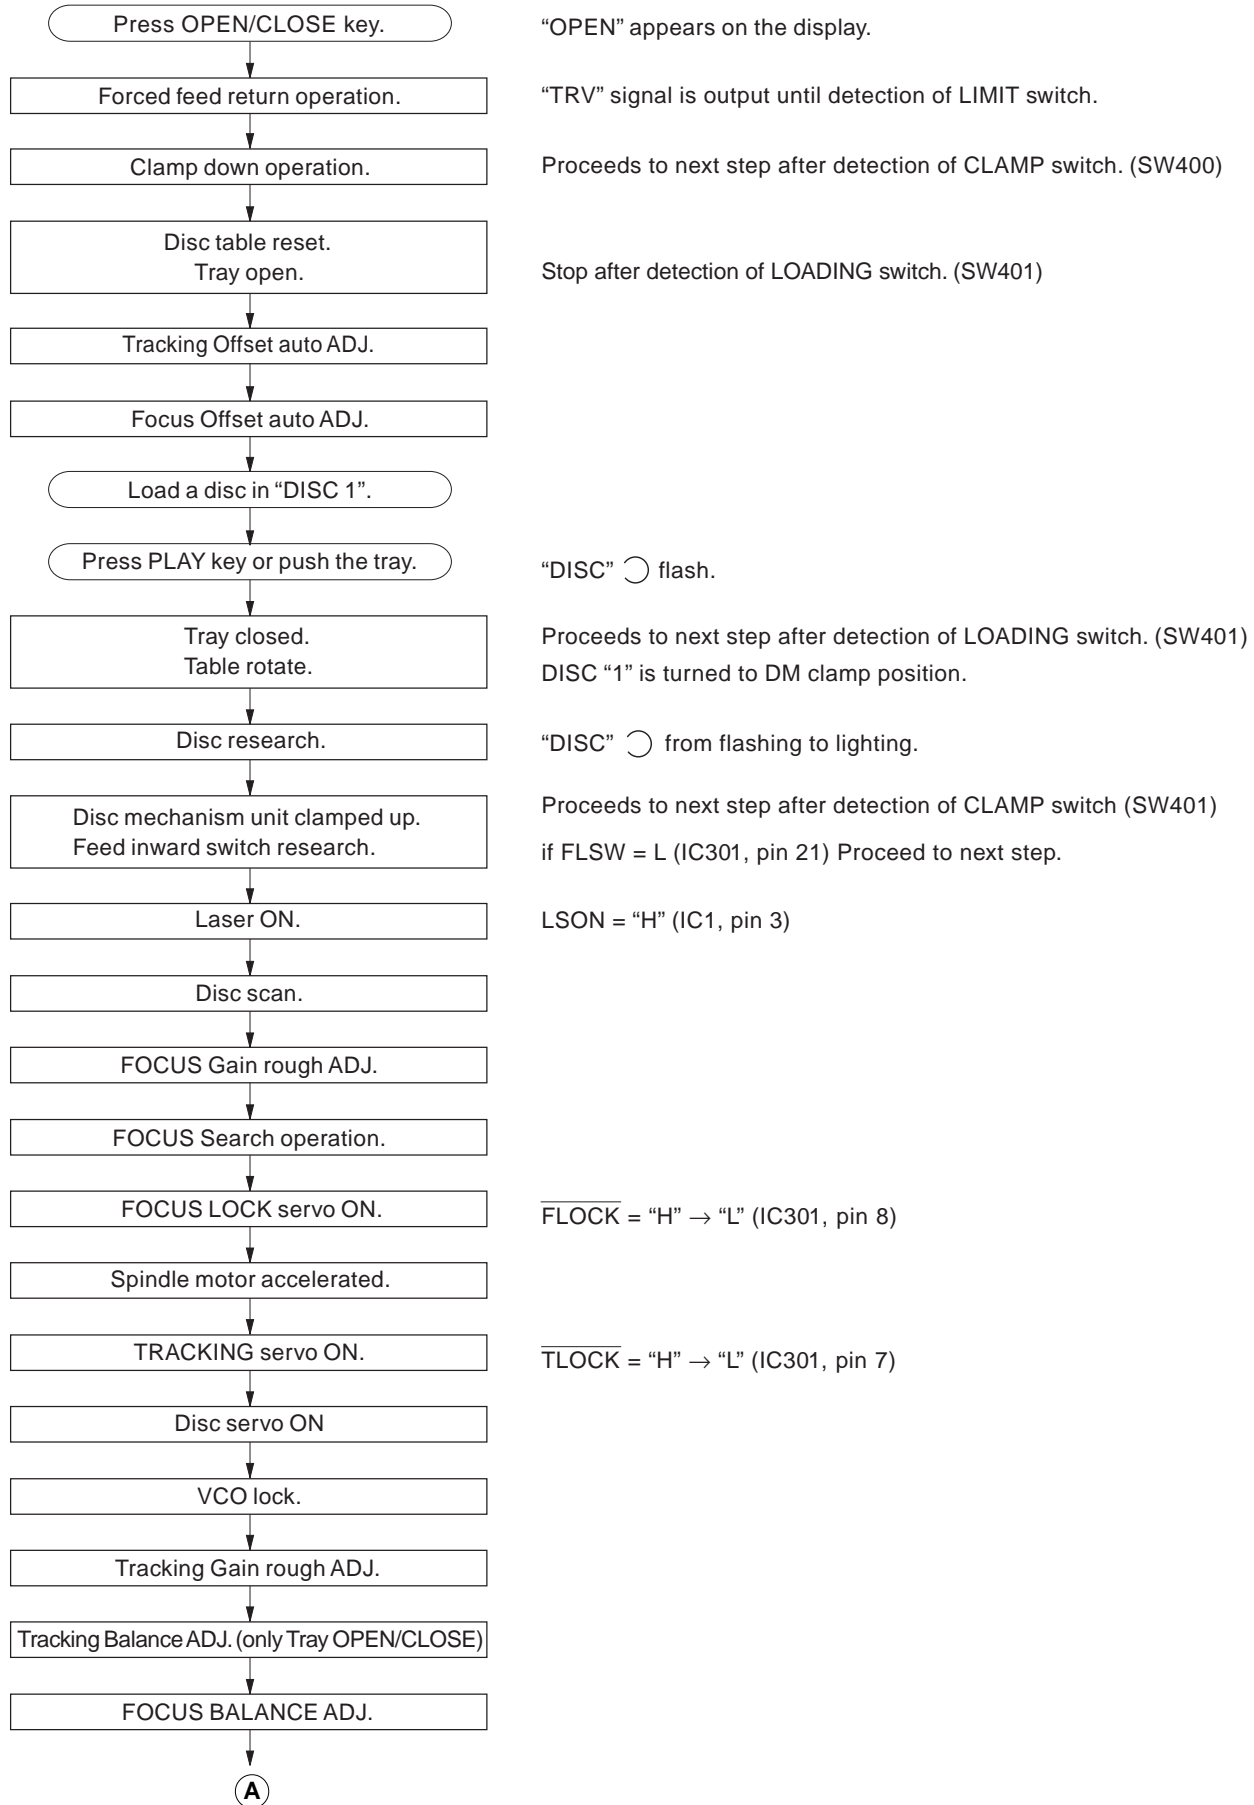 Press OPEN/CLOSE key.
“OPEN” appears on the display.
Forced feed return operation.
“TRV” signal is output until detection of LIMIT switch.
Clamp down operation.
Proceeds to next step after detection of CLAMP switch. (SW400)
Disc table reset.
Tray open.
Stop after detection of LOADING switch. (SW401)
Tracking Offset auto ADJ.
Focus Offset auto ADJ.
Load a disc in “DISC 1”.
Press PLAY key or push the tray.
“DISC” flash.
Tray closed.
Table rotate.
Proceeds to next step after detection of LOADING switch. (SW401)
DISC “1” is turned to DM clamp position.
Disc research.
“DISC” from flashing to lighting.
Disc mechanism unit clamped up.
Feed inward switch research.
Proceeds to next step after detection of CLAMP switch (SW401)
if FLSW = L (IC301, pin 21) Proceed to next step.
Laser ON.
LSON = “H” (IC1, pin 3)
Disc scan.
FOCUS Gain rough ADJ.
FOCUS Search operation.
FOCUS LOCK servo ON.
FLOCK = “H” → “L” (IC301, pin 8)
Spindle motor accelerated.
TRACKING servo ON.
TLOCK = “H” → “L” (IC301, pin 7)
Disc servo ON
VCO lock.
Tracking Gain rough ADJ.
Tracking Balance ADJ. (only Tray OPEN/CLOSE)
FOCUS BALANCE ADJ.
A